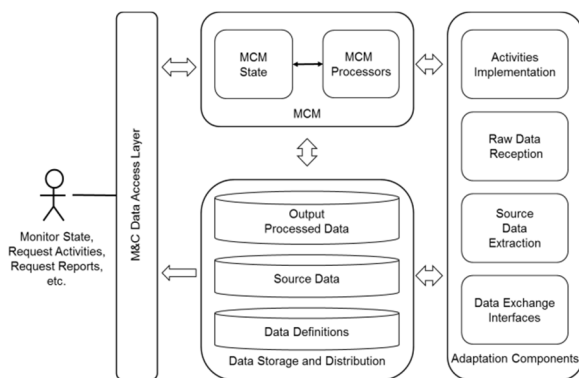 Monitor State,
Request Activities,
Request Reports,
etc.
M&C Data Access Layer
MCM
State
MCM
Processors
MCM
Output
Processed Data
Source Data
Data Definitions
Data Storage and Distribution
Activities
Implementation
Raw Data
Reception
Source
Data
Extraction
Data Exchange
Interfaces
Adaptation Components